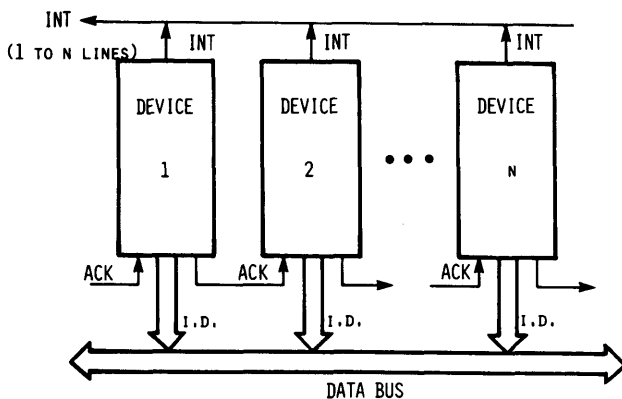 INT
(1 TO N LINES)
INT
INT
INT
DEVICE
1
DEVICE
2
• • •
DEVICE
N
ACK
ACK
ACK
I.D.
I.D.
I.D.
DATA BUS